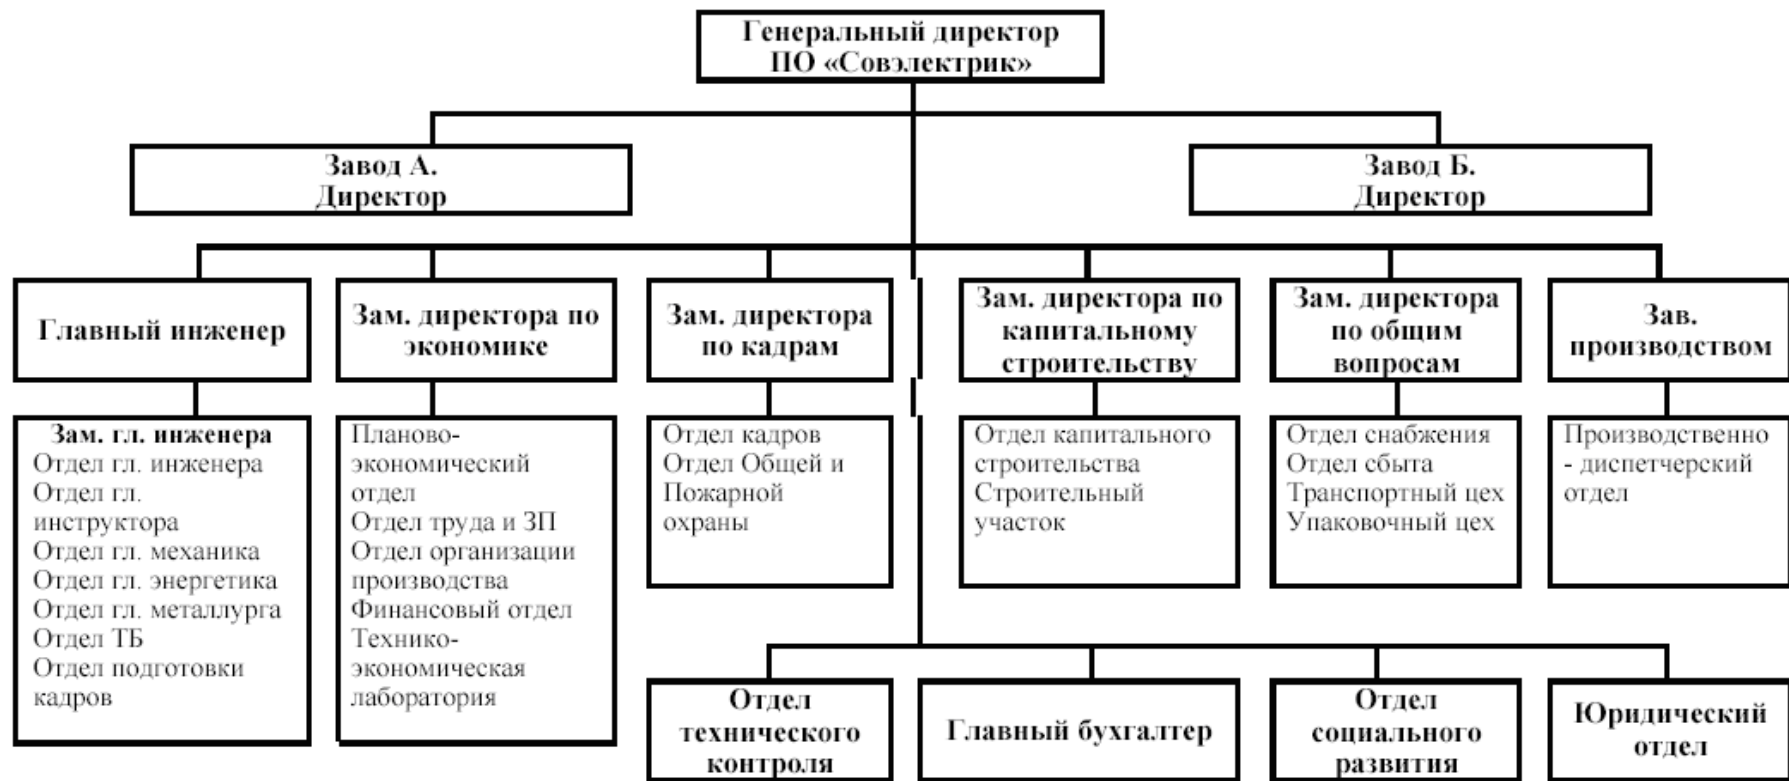 Генеральный директор
ПО «Совэлектрик»
Завод А.
Директор
Завод Б.
Директор
Главный инженер
Зам. директора по
экономике
Зам. директора
по кадрам
Зам. директора по
капитальному
строительству
Зам. директора
по общим
вопросам
Зав.
производством
Зам. гл. инженера
Отдел гл. инженера
Отдел гл.
инструктора
Отдел гл. механика
Отдел гл. энергетика
Отдел гл. металлурга
Отдел ТБ
Отдел подготовки
кадров
Планово-
экономический
отдел
Отдел труда и ЗП
Отдел организации
производства
Финансовый отдел
Технико-
экономическая
лаборатория
Отдел кадров
Отдел Общей и
Пожарной
охраны
Отдел капитального
строительства
Строительный
участок
Отдел снабжения
Отдел сбыта
Транспортный цех
Упаковочный цех
Производственно
- диспетчерский
отдел
Отдел
технического
контроля
Главный бухгалтер
Отдел
социального
развития
Юридический
отдел